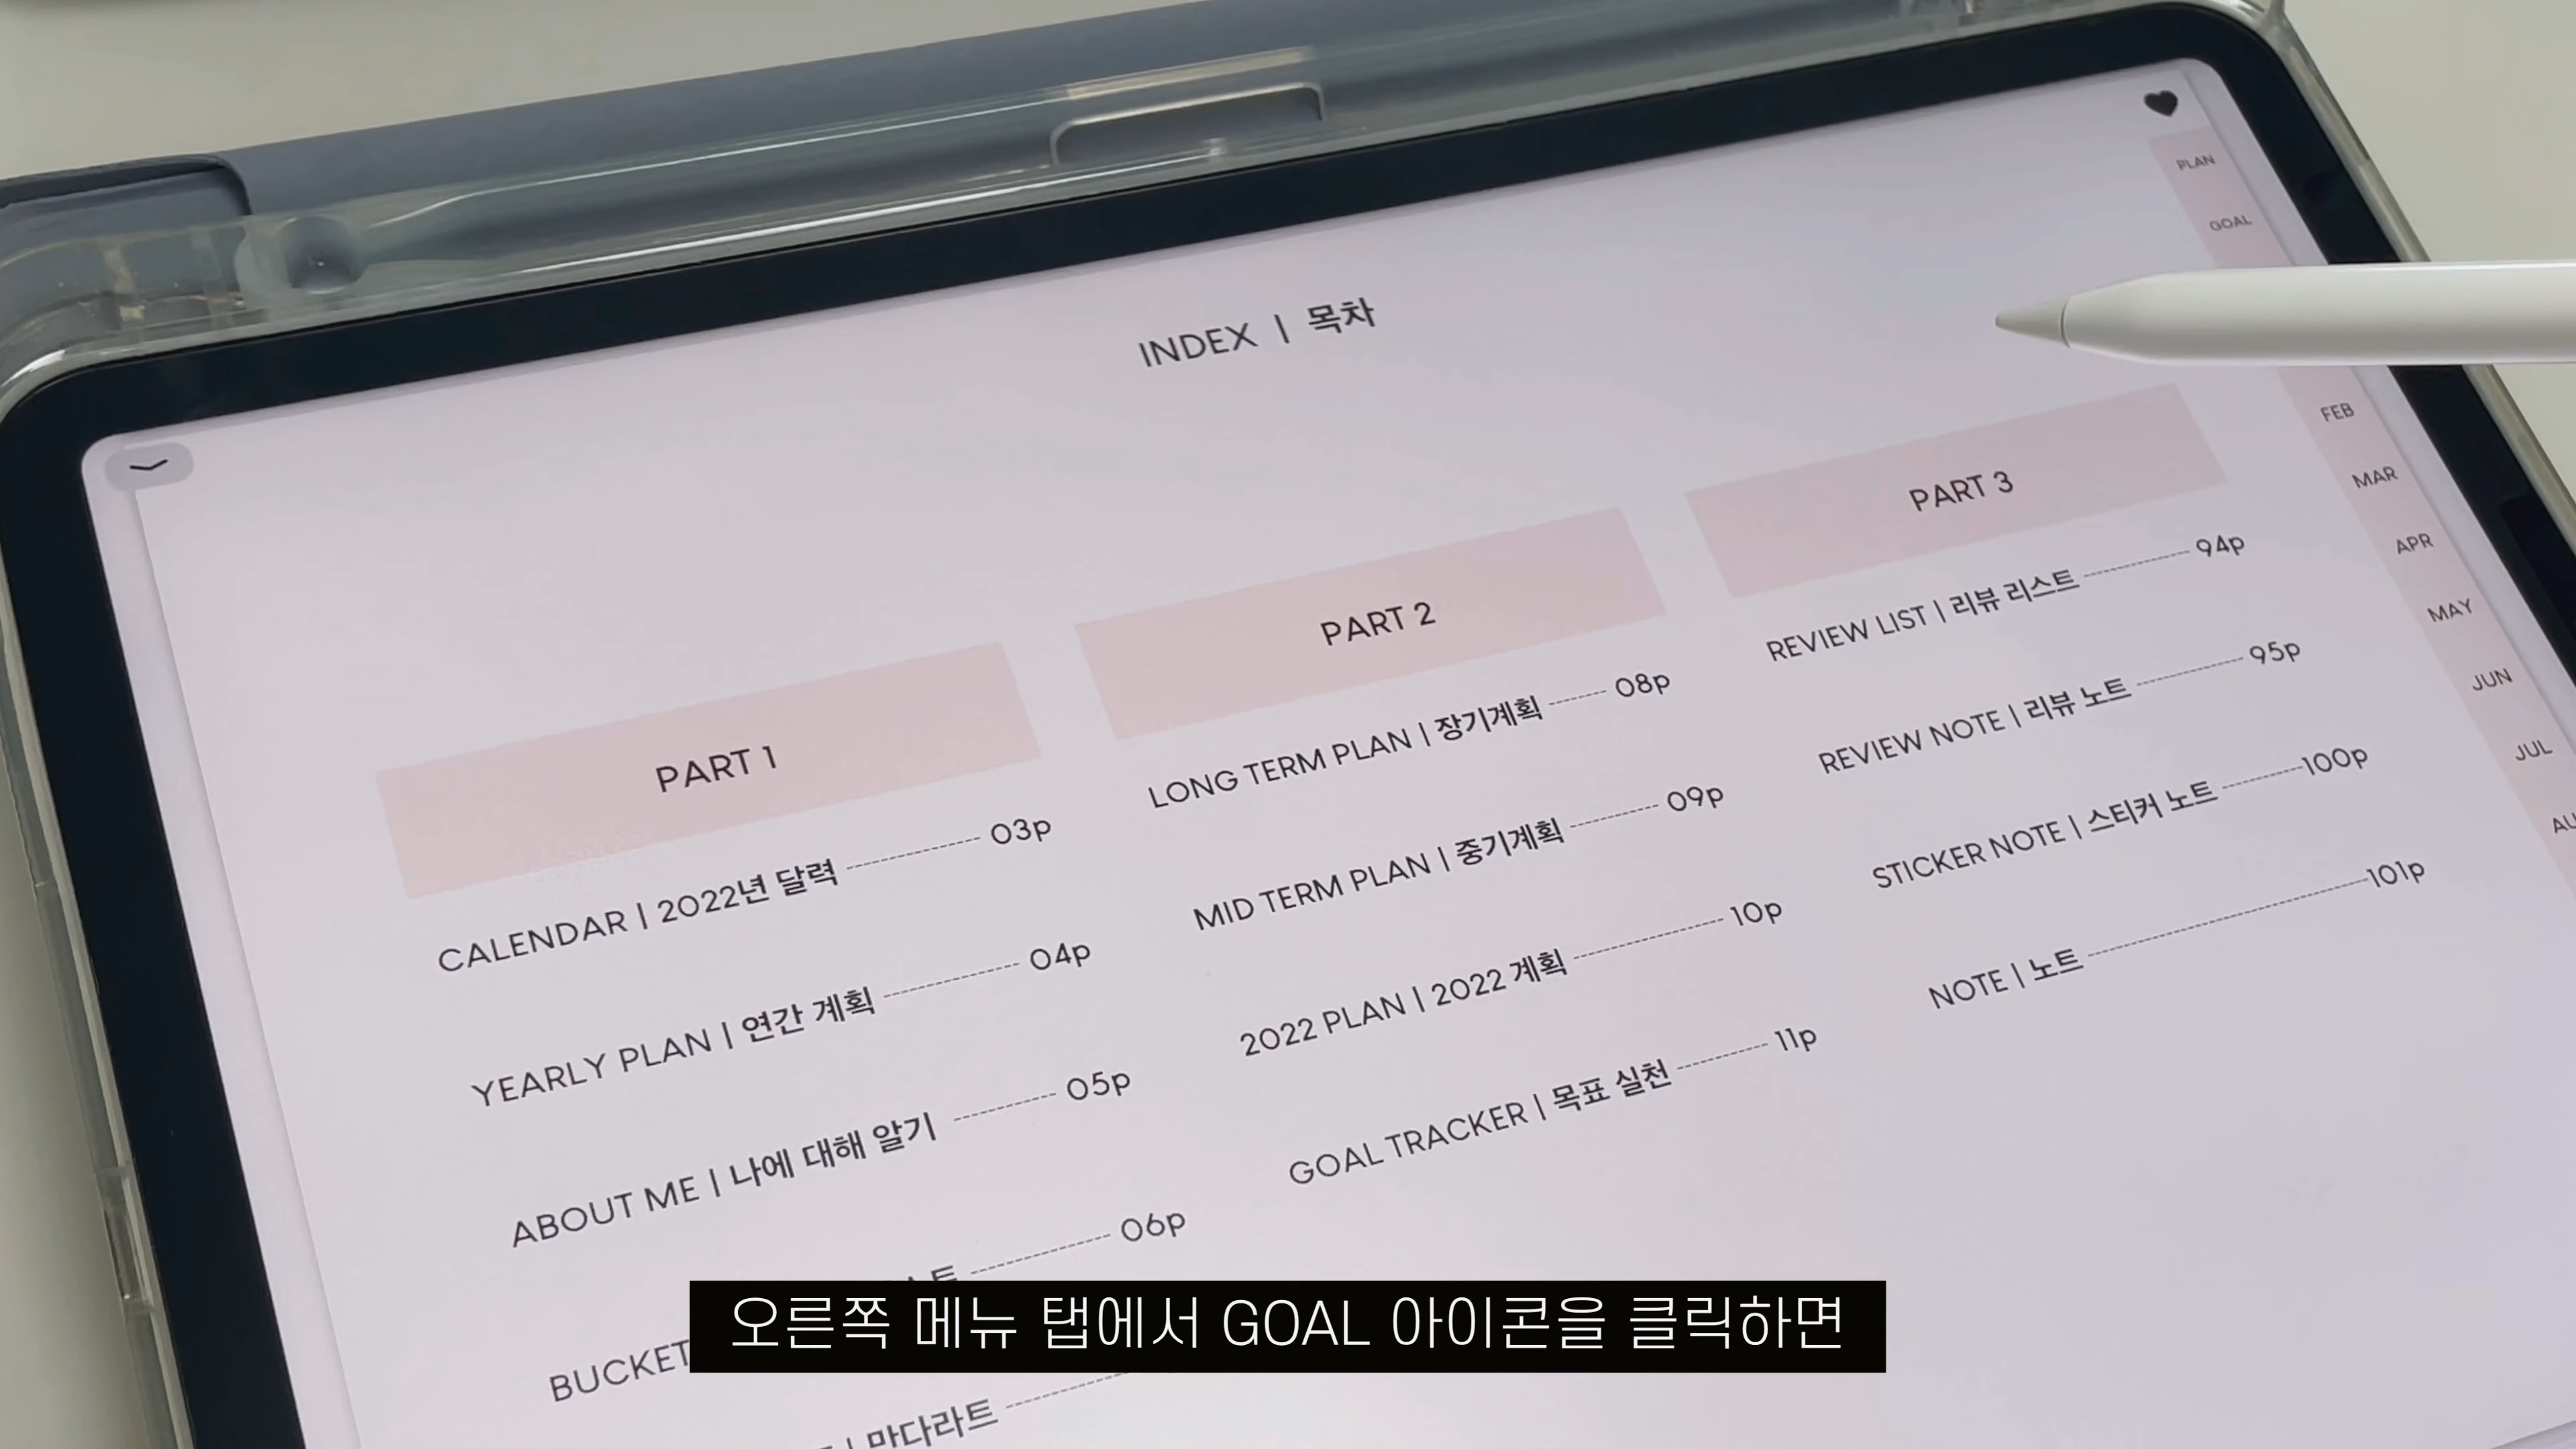 INDEX | 목차
PART 1
CALENDAR | 2022년 달력 03p
YEARLY PLAN | 연간 계획 04p
ABOUT ME | 나에 대해 알기 05p
06p
BUCKET
| 만다라트
PART 2
LONG TERM PLAN | 장기계획 08p
MID TERM PLAN | 중기계획 09p
2022 PLAN | 2022 계획 10p
GOAL TRACKER | 목표 실천 11p
PART 3
REVIEW LIST | 리뷰 리스트 94p
REVIEW NOTE | 리뷰 노트 95p
STICKER NOTE | 스티커 노트 100p
NOTE | 노트 101p
PLAN
GOAL
FEB
MAR
APR
MAY
JUN
JUL
오른쪽 메뉴 탭에서 GOAL 아이콘을 클릭하면